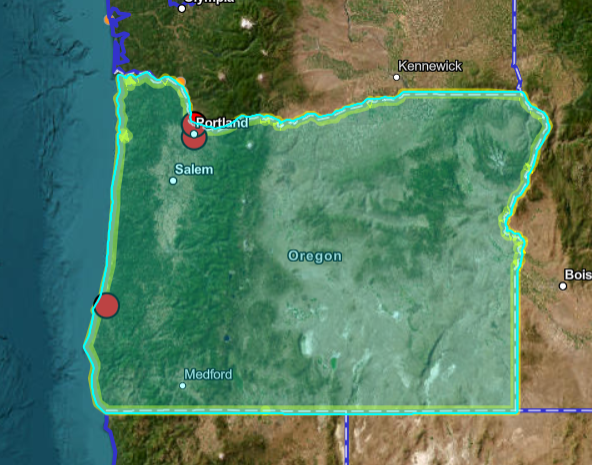 Olympia
Kennewick
Portland
Salem
Oregon
Bois
Medford